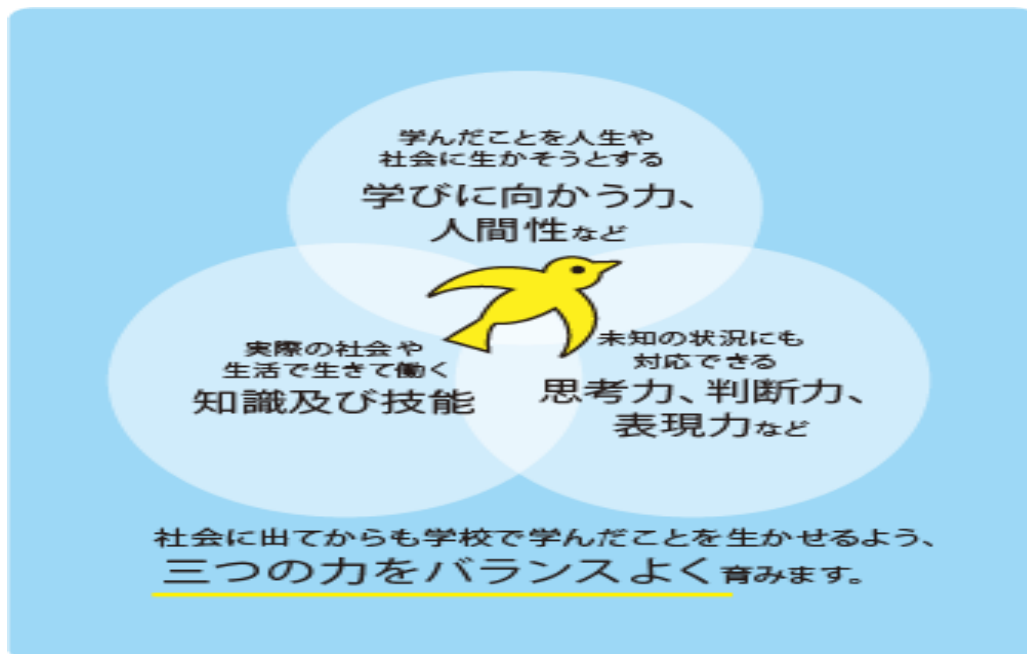 学んだことを人生や
社会に生かそうとする
学びに向かう力、
人間性など
実際の社会や
生活で生きて働く
知識及び技能
未知の状況にも
対応できる
思考力、判断力、
表現力など
社会に出てからも学校で学んだことを生かせるよう、
三つの力をバランスよく育みます。